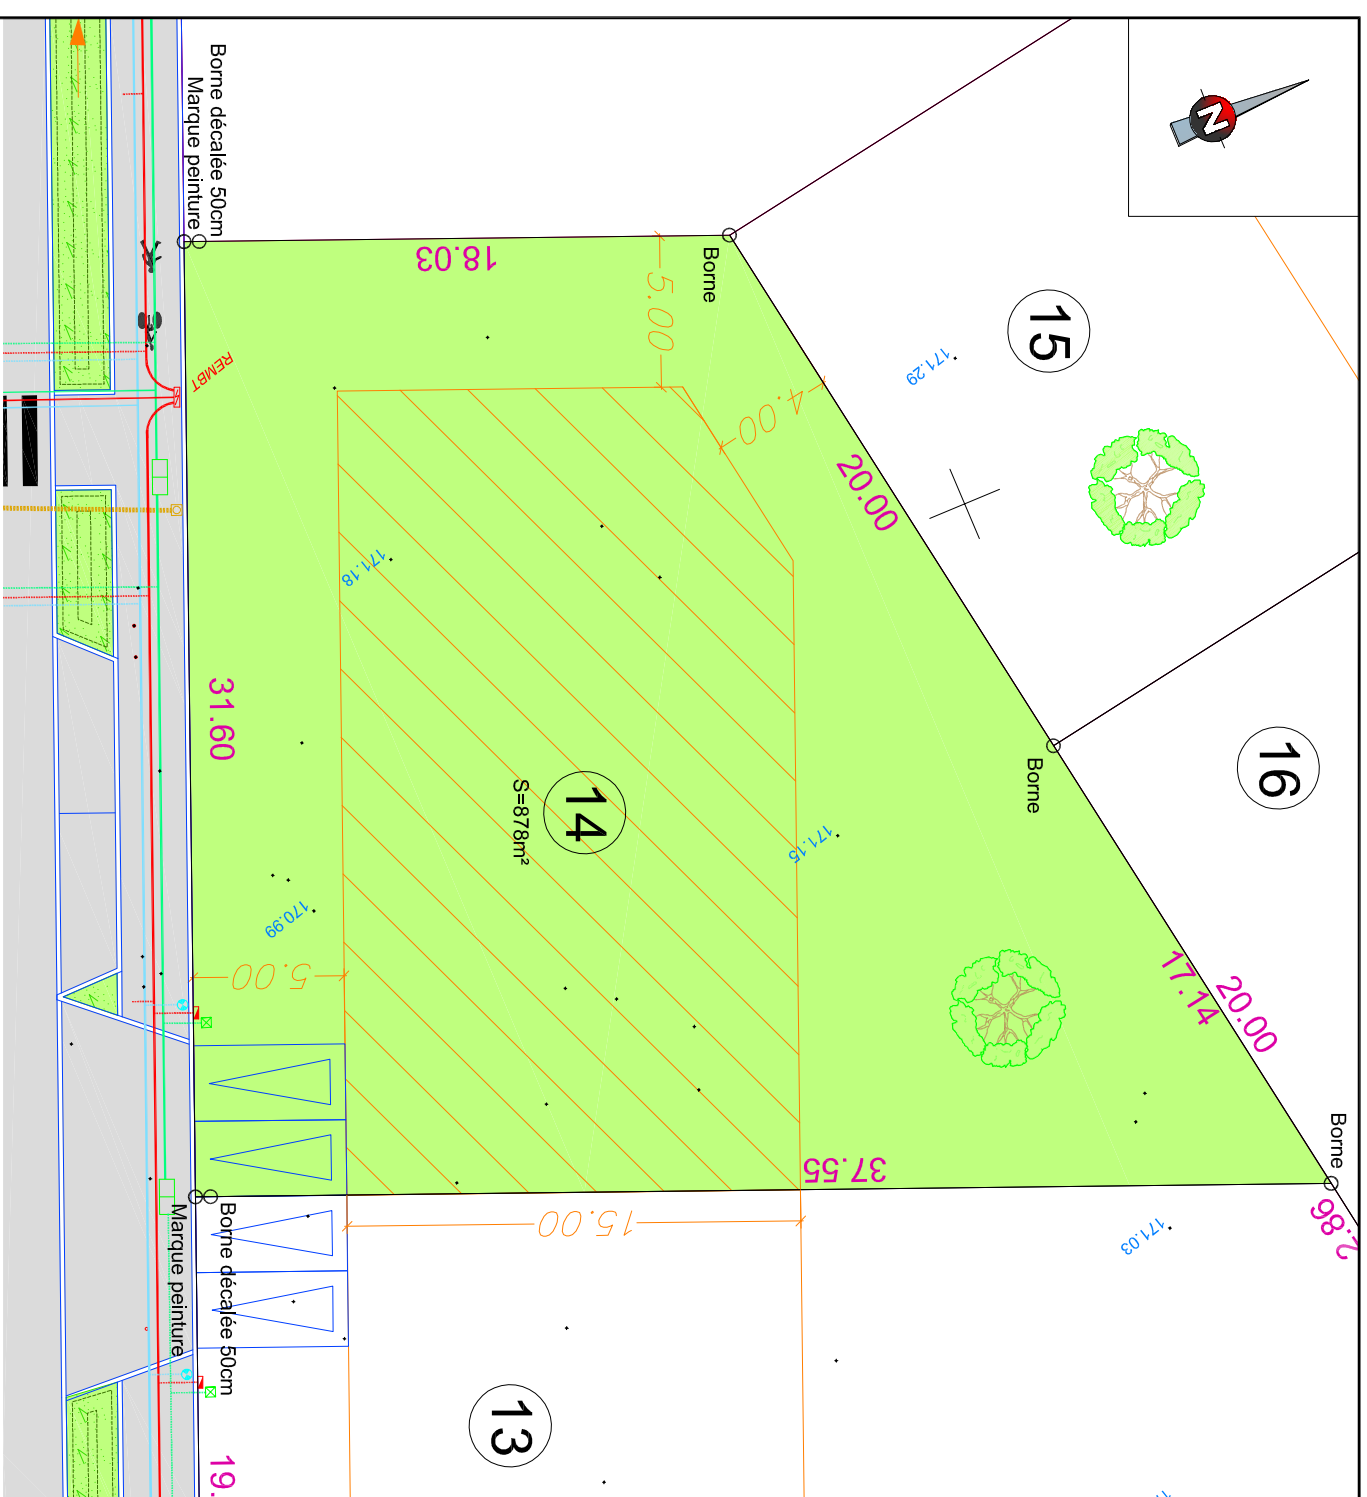 Borne décalée 50cm
Marque peinture
N
18.03
Borne
5.00
4.00
15
171.29
REMBT
20.00
171.18
31.60
14
S=878m²
Borne
16
171.15
170.99
5.00
17.14
20.00
37.55
Borne
2.86
15.00
171.03
Borne décalée 50cm
Marque peinture
13
19.